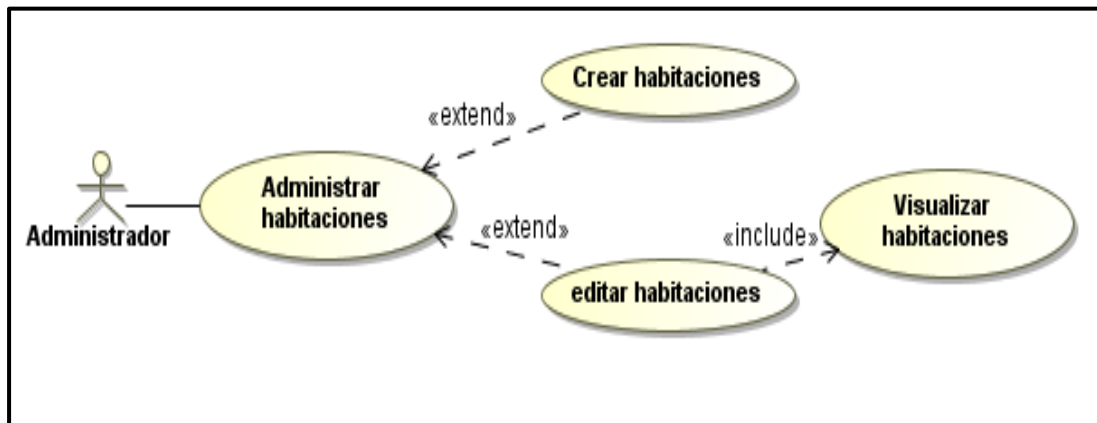 Crear habitaciones
«extend»
Administrar
habitaciones
Administrador
«extend»
editar habitaciones
«include»
Visualizar
habitaciones